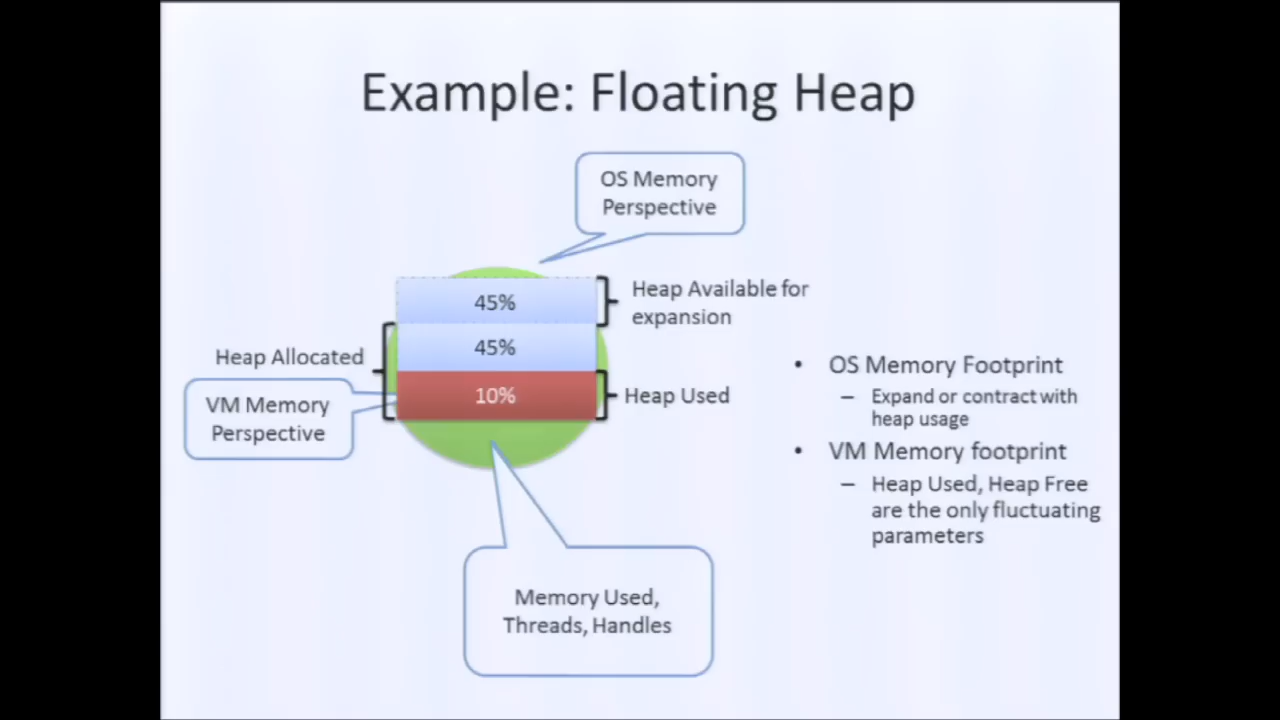 Example: Floating Heap
OS Memory
Perspective
45%
Heap Available for
expansion
45%
Heap Allocated
10%
Heap Used
VM Memory
Perspective
Memory Used,
Threads, Handles
• OS Memory Footprint
– Expand or contract with
heap usage
• VM Memory footprint
– Heap Used, Heap Free
are the only fluctuating
parameters